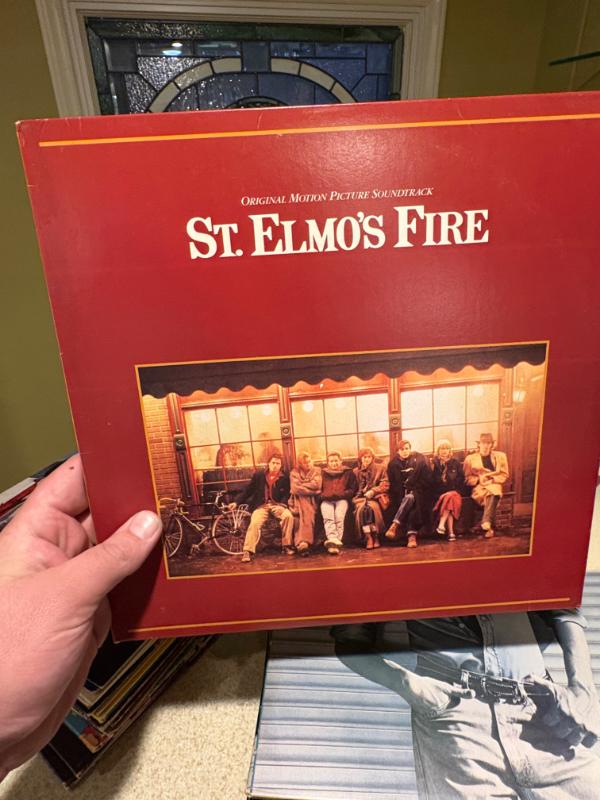 ORIGINAL MOTION PICTURE SOUNDTRACK
ST. ELMO'S FIRE